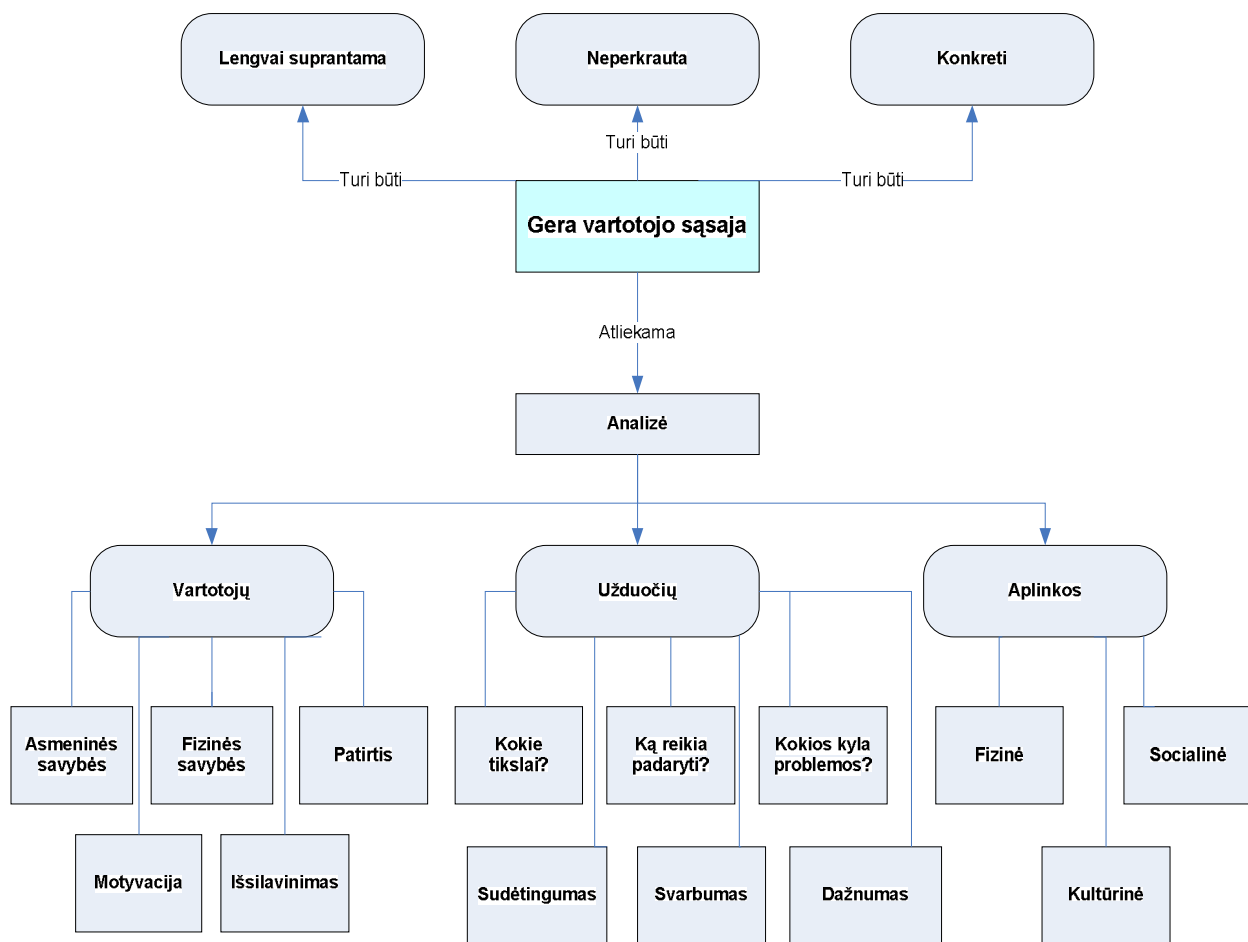 Lengvai suprantama
Neperkrauta
Konkreti
Turi būti
Turi būti
Turi būti
Gera vartotojo sąsaja
Atliekama
Analizė
Vartotojų
Užduočių
Aplinkos
Asmeninės
savybės
Fizinės
savybės
Patirtis
Kokie
tikslai?
Ką reikia
padaryti?
Kokios kyla
problemos?
Fizinė
Socialinė
Motyvacija
Išsilavinimas
Sudėtingumas
Svarbumas
Dažnumas
Kultūrinė